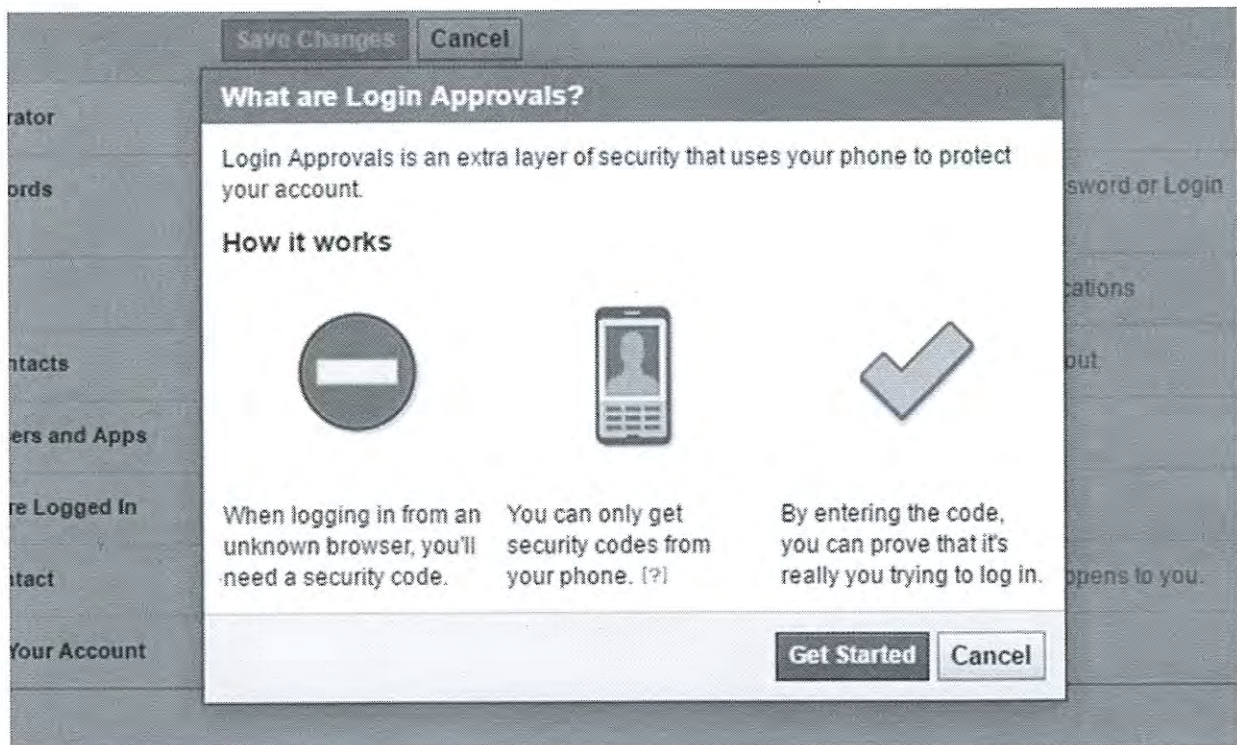 Save Changes Cancel
What are Login Approvals?
rator
Login Approvals is an extra layer of security that uses your phone to protect
your account.
ords
sword or Login
How it works
cations
ntacts
out
ers and Apps
re Logged In
When logging in from an
unknown browser, you'll
need a security code.
You can only get
security codes from
your phone. [?]
By entering the code,
you can prove that it's
really you trying to log in.
ntact
opens to you.
Your Account
Get Started Cancel